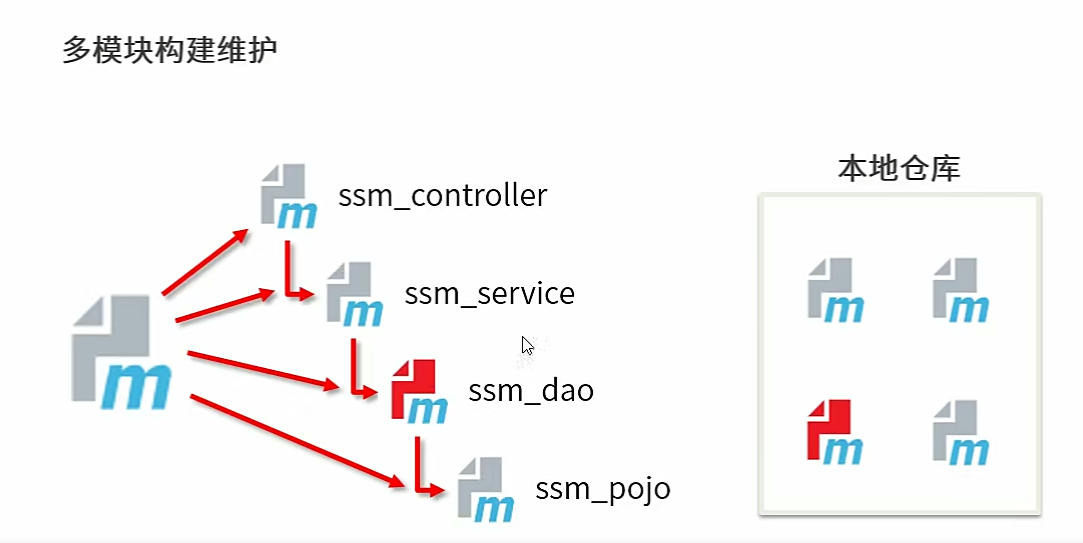 多模块构建维护
本地仓库
ssm_controller
ssm_service
ssm_dao
ssm_pojo
m
m
m
m
m
m
m
m
m